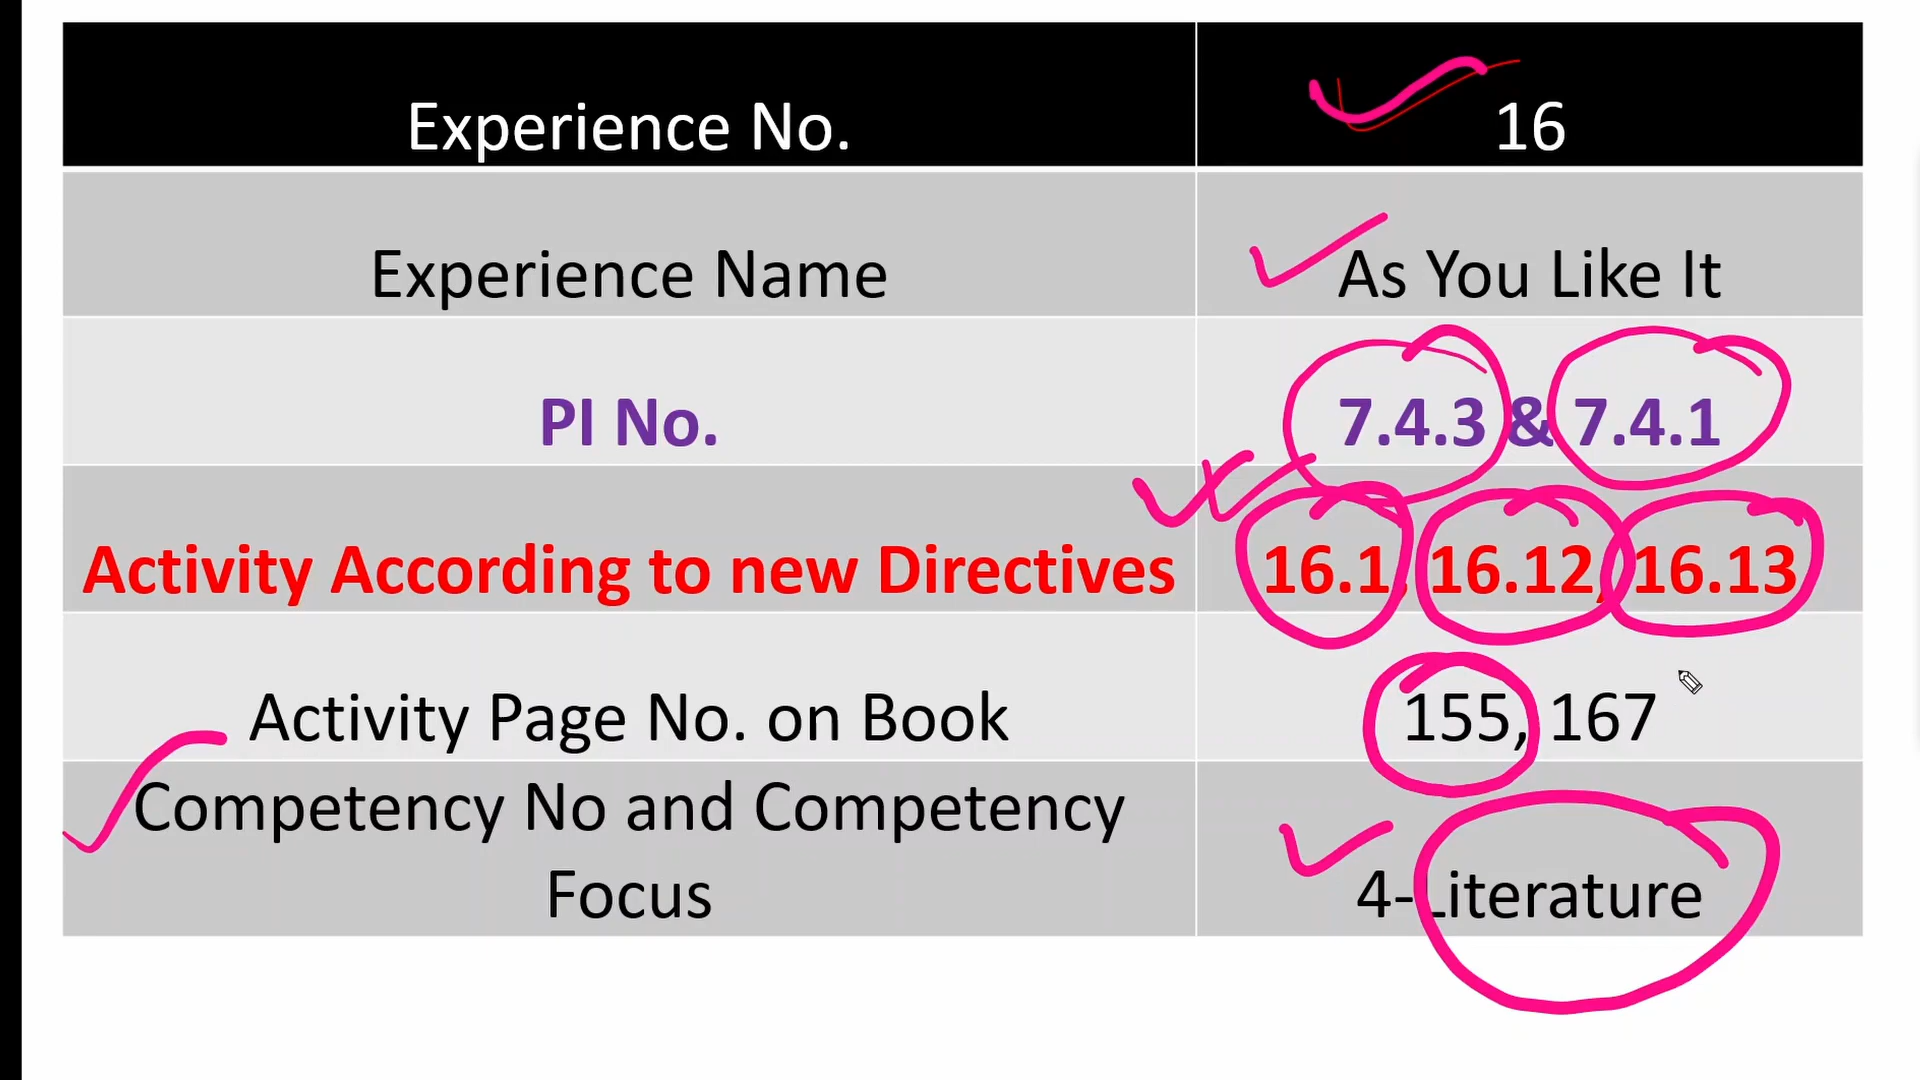 Experience No. 16
Experience Name As You Like It
PI No. 7.4.3 & 7.4.1
Activity According to new Directives 16.1, 16.12, 16.13
Activity Page No. on Book 155, 167
Competency No and Competency
Focus 4-Literature